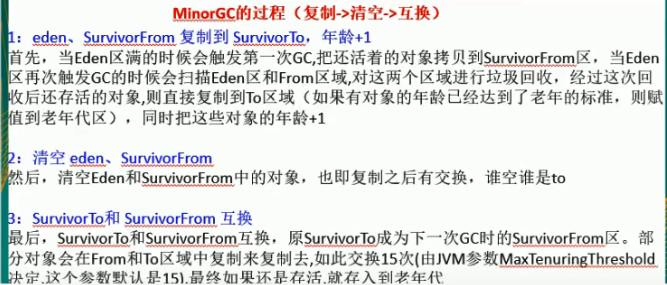 MinorGC的过程（复制->清空->互换）
1：eden、SurvivorFrom 复制到 SurvivorTo，年龄+1
首先，当Eden区满的时候会触发第一次GC,把还活着的对象拷贝到SurvivorFrom区，当Eden
区再次触发GC的时候会扫描Eden区和From区域,对这两个区域进行垃圾回收，经过这次回
收后还存活的对象,则直接复制到To区域（如果有对象的年龄已经达到了老年的标准，则赋
值到老年代区），同时把这些对象的年龄+1
2：清空 eden、SurvivorFrom
然后，清空Eden和SurvivorFrom中的对象，也即复制之后有交换，谁空谁是to
3：SurvivorTo和 SurvivorFrom 互换
最后，SurvivorTo和SurvivorFrom互换，原SurvivorTo成为下一次GC时的SurvivorFrom区。部
分对象会在From和To区域中复制来复制去,如此交换15次(由JVM参数MaxTenuringThreshold
决定,这个参数默认是15),最终如果还是存活,就存入到老年代